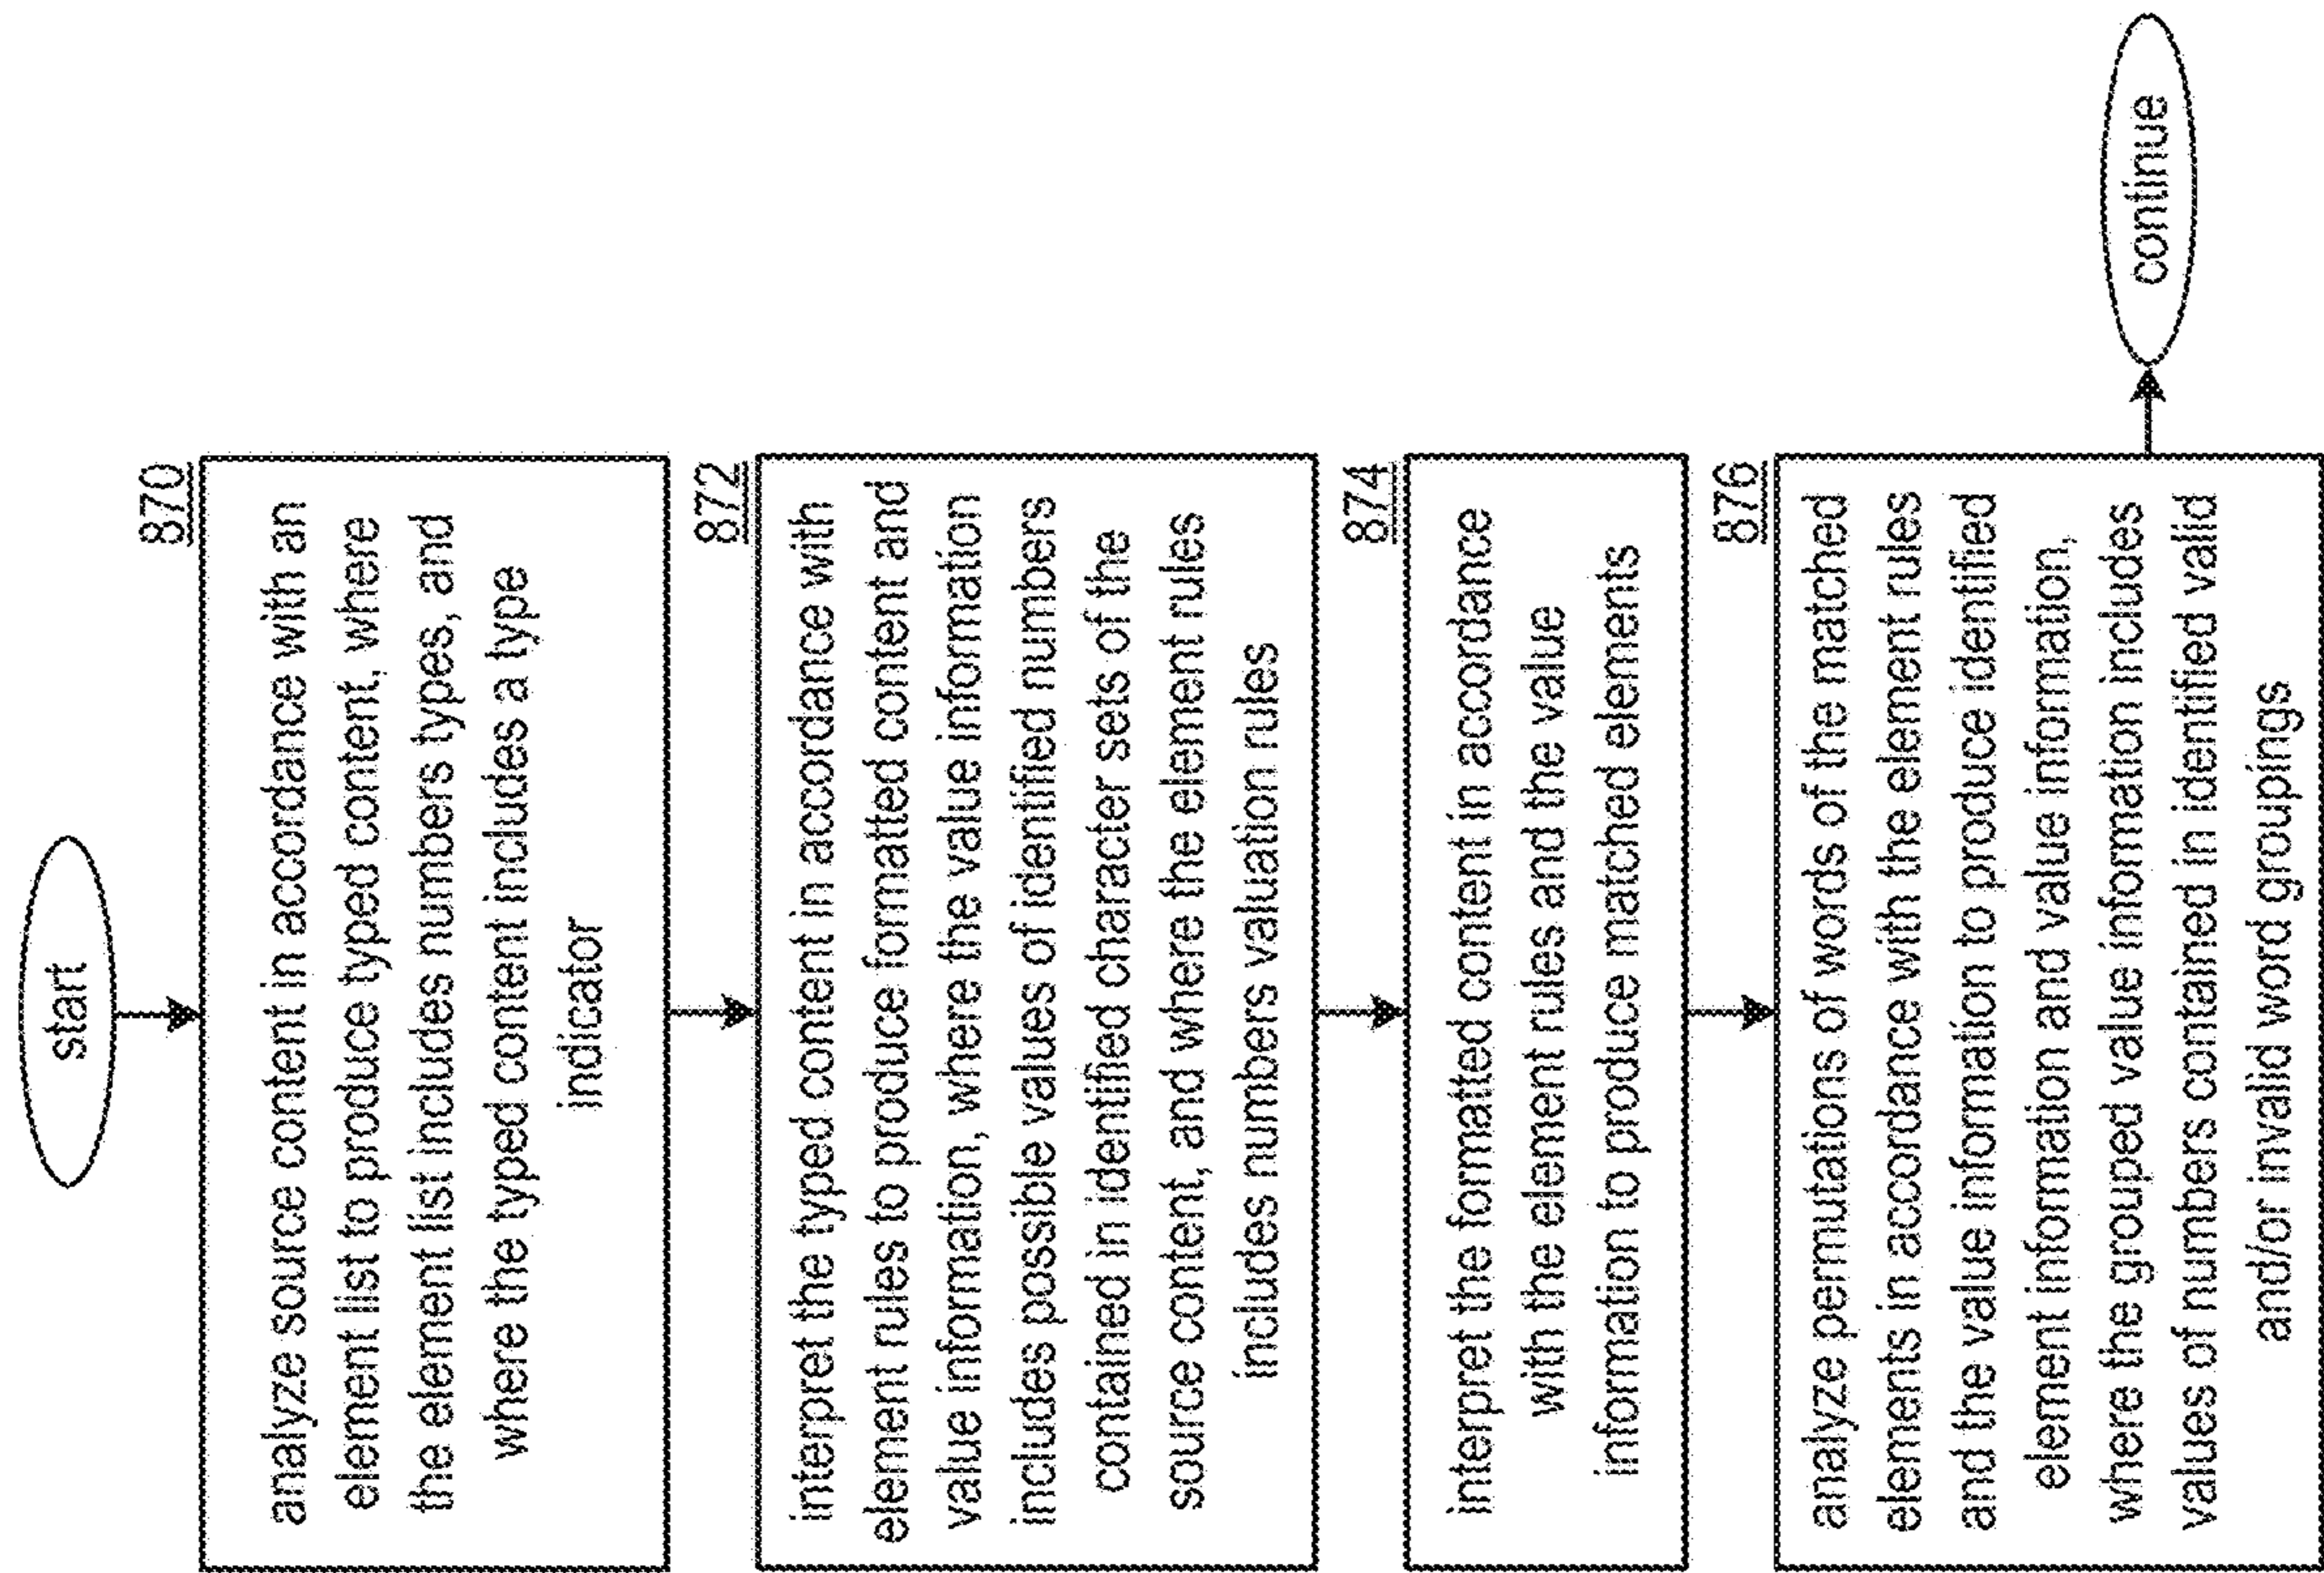 start
870
analyze source content in accordance with an
element list to produce typed content, where
the element list includes numbers types, and
where the typed content includes a type
indicator
872
interpret the typed content in accordance with
element rules to produce formatted content and
value information, where the value information
includes possible values of identified numbers
contained in identified character sets of the
source content, and where the element rules
includes numbers valuation rules
874
interpret the formatted content in accordance
with the element rules and the value
information to produce matched elements
876
analyze permutations of words of the matched
elements in accordance with the element rules
and the value information to produce identified
element information and value information,
where the grouped value information includes
values of numbers contained in identified valid
and/or invalid word groupings
continue